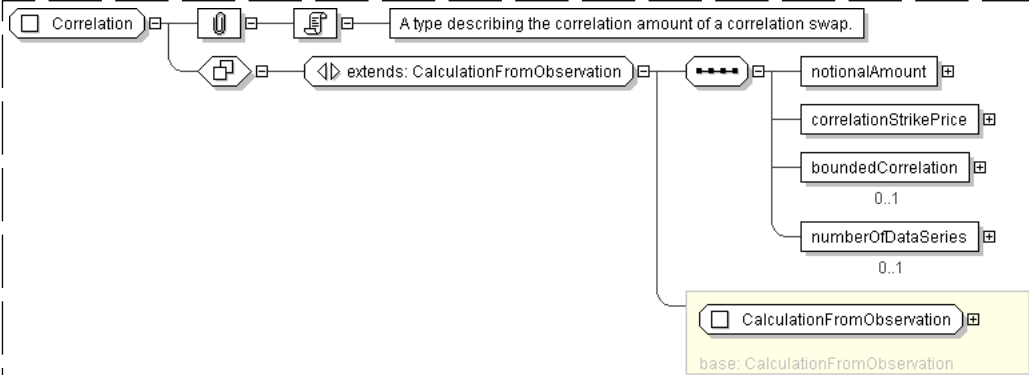 Correlation
A type describing the correlation amount of a correlation swap.
extends: CalculationFromObservation
notionalAmount
correlationStrikePrice
boundedCorrelation
0..1
numberOfDataSeries
0..1
CalculationFromObservation
base: CalculationFromObservation